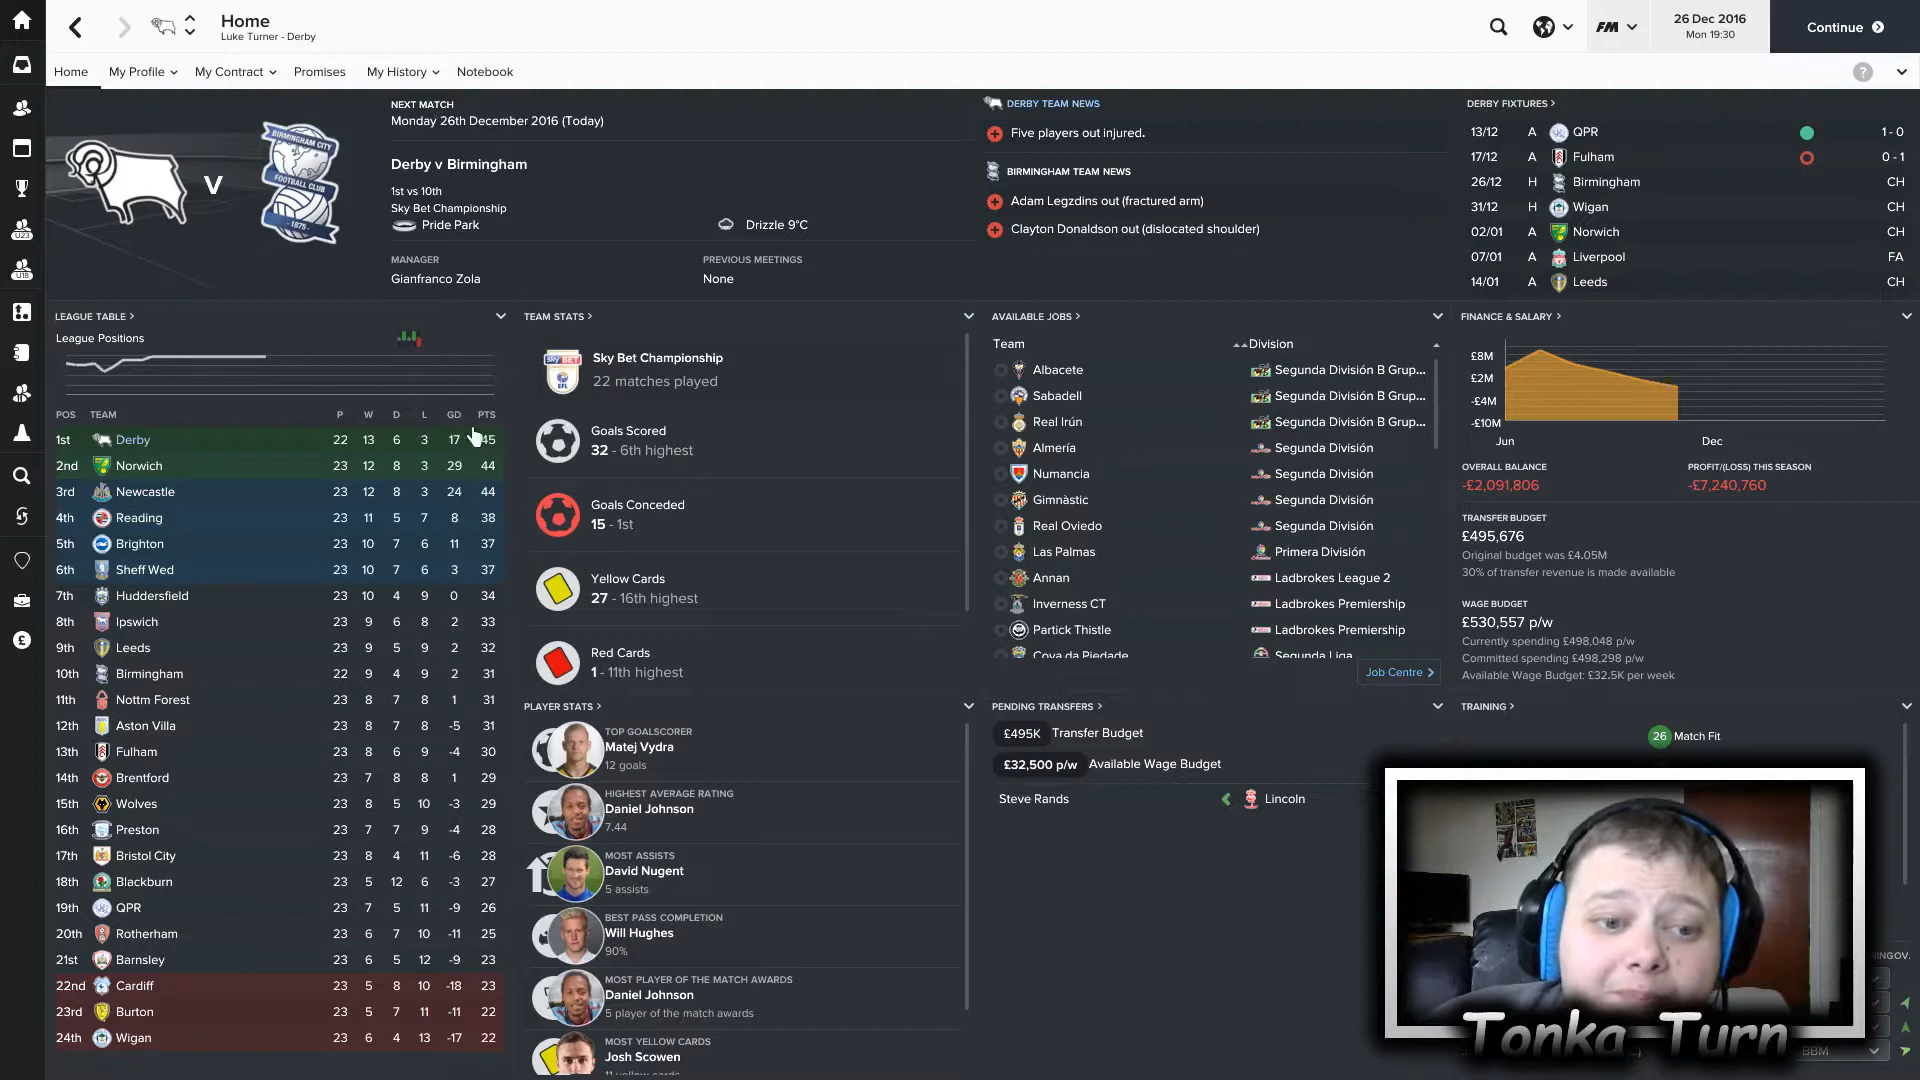 Home
Luke Turner - Derby
FM
26 Dec 2016
Mon 19:30
Continue
Home
My Profile
My Contract
Promises
My History
Notebook
?
BIRMINGHAM CITY
FOOTBALL CLUB
1875
V
NEXT MATCH
Monday 26th December 2016 (Today)
Derby v Birmingham
1st vs 10th
Sky Bet Championship
Pride Park
Drizzle 9°C
MANAGER
Gianfranco Zola
PREVIOUS MEETINGS
None
DERBY TEAM NEWS
Five players out injured.
BIRMINGHAM TEAM NEWS
Adam Legzdins out (fractured arm)
Clayton Donaldson out (dislocated shoulder)
DERBY FIXTURES >
13/12 A QPR 1 - 0
17/12 A Fulham 0 - 1
26/12 H Birmingham CH
31/12 H Wigan CH
02/01 A Norwich CH
07/01 A Liverpool FA
14/01 A Leeds CH
U23
U18
LEAGUE TABLE >
League Positions
POS TEAM P W D L GD PTS
1st Derby 22 13 6 3 17 45
2nd Norwich 23 12 8 3 29 44
3rd Newcastle 23 12 8 3 24 44
4th Reading 23 11 5 7 8 38
5th Brighton 23 10 7 6 11 37
6th Sheff Wed 23 10 7 6 3 37
7th Huddersfield 23 10 4 9 0 34
8th Ipswich 23 9 6 8 2 33
9th Leeds 23 9 5 9 2 32
10th Birmingham 22 9 4 9 2 31
11th Nottm Forest 23 8 7 8 1 31
12th Aston Villa 23 8 7 8 -5 31
13th Fulham 23 8 6 9 -4 30
14th Brentford 23 7 8 8 1 29
15th Wolves 23 8 5 10 -3 29
16th Preston 23 7 7 9 -4 28
17th Bristol City 23 8 4 11 -6 28
18th Blackburn 23 5 12 6 -3 27
19th QPR 23 7 5 11 -9 26
20th Rotherham 23 6 7 10 -11 25
21st Barnsley 23 6 5 12 -9 23
22nd Cardiff 23 5 8 10 -18 23
23rd Burton 23 5 7 11 -11 22
24th Wigan 23 6 4 13 -17 22
TEAM STATS >
sky BET
EFL
Sky Bet Championship
22 matches played
Goals Scored
32 - 6th highest
Goals Conceded
15 - 1st
Yellow Cards
27 - 16th highest
Red Cards
1 - 11th highest
PLAYER STATS >
TOP GOALSCORER
Matej Vydra
12 goals
HIGHEST AVERAGE RATING
Daniel Johnson
7.44
MOST ASSISTS
David Nugent
5 assists
BEST PASS COMPLETION
Will Hughes
90%
MOST PLAYER OF THE MATCH AWARDS
Daniel Johnson
5 player of the match awards
MOST YELLOW CARDS
Josh Scowen
11 yellow cards
AVAILABLE JOBS >
Team Division
Albacete Segunda División B Grup...
Sabadell Segunda División B Grup...
Real Irún Segunda División B Grup...
Almería Segunda División
Numancia Segunda División
Gimnàstic Segunda División
Real Oviedo Segunda División
Las Palmas Primera División
Annan Ladbrokes League 2
Inverness CT Ladbrokes Premiership
Partick Thistle Ladbrokes Premiership
Cova da Piedade Segunda Liga
Job Centre >
PENDING TRANSFERS >
£495K Transfer Budget
£32,500 p/w Available Wage Budget
Steve Rands Lincoln
FINANCE & SALARY >
£8M
£2M
-£4M
-£10M
Jun Dec
OVERALL BALANCE
-£2,091,806
PROFIT/(LOSS) THIS SEASON
-£7,240,760
TRANSFER BUDGET
£495,676
Original budget was £4.05M
30% of transfer revenue is made available
WAGE BUDGET
£530,557 p/w
Currently spending £498,048 p/w
Committed spending £498,298 p/w
Available Wage Budget: £32.5K per week
TRAINING >
26 Match Fit
BBM
Tonka Turn